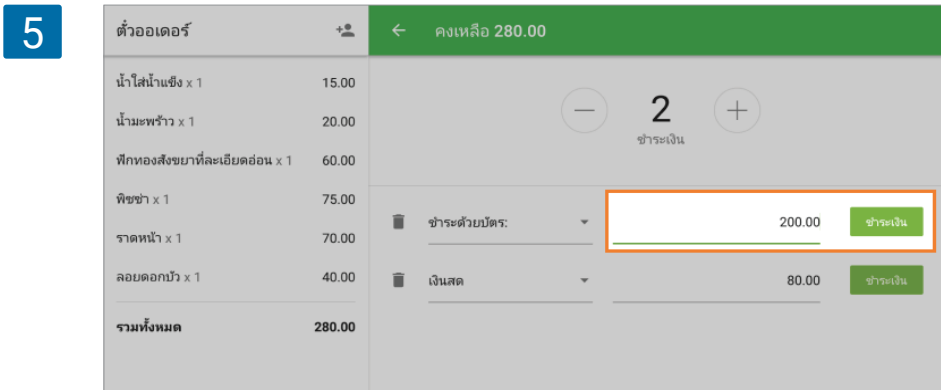 5
ตั๋วออเดอร์
คงเหลือ 280.00
น้ำใส่น้ำแข็ง x 1 15.00
น้ำมะพร้าว x 1 20.00
ฟักทองสังขยาที่ละเอียดอ่อน x 1 60.00
พิซซ่า x 1 75.00
ราดหน้า x 1 70.00
ลอยดอกบัว x 1 40.00
รวมทั้งหมด 280.00
2
ชำระเงิน
ชำระด้วยบัตร: 200.00 ชำระเงิน
เงินสด 80.00 ชำระเงิน